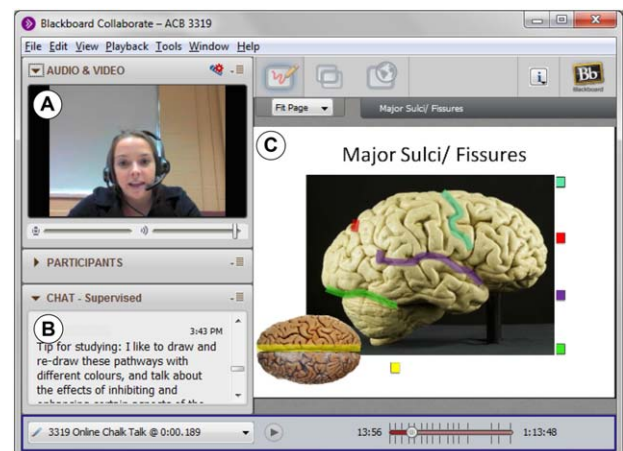 Blackboard Collaborate – ACB 3319
File Edit View Playback Tools Window Help
AUDIO & VIDEO
A
PARTICIPANTS
CHAT - Supervised
B
3:43 PM
Tip for studying: I like to draw and
re-draw these pathways with
different colours, and talk about
the effects of inhibiting and
Fit Page
Major Sulci/ Fissures
Bb
Blackboard
C
Major Sulci/ Fissures
3319 Online Chalk Talk @ 0:00.189
13:56
1:13:48